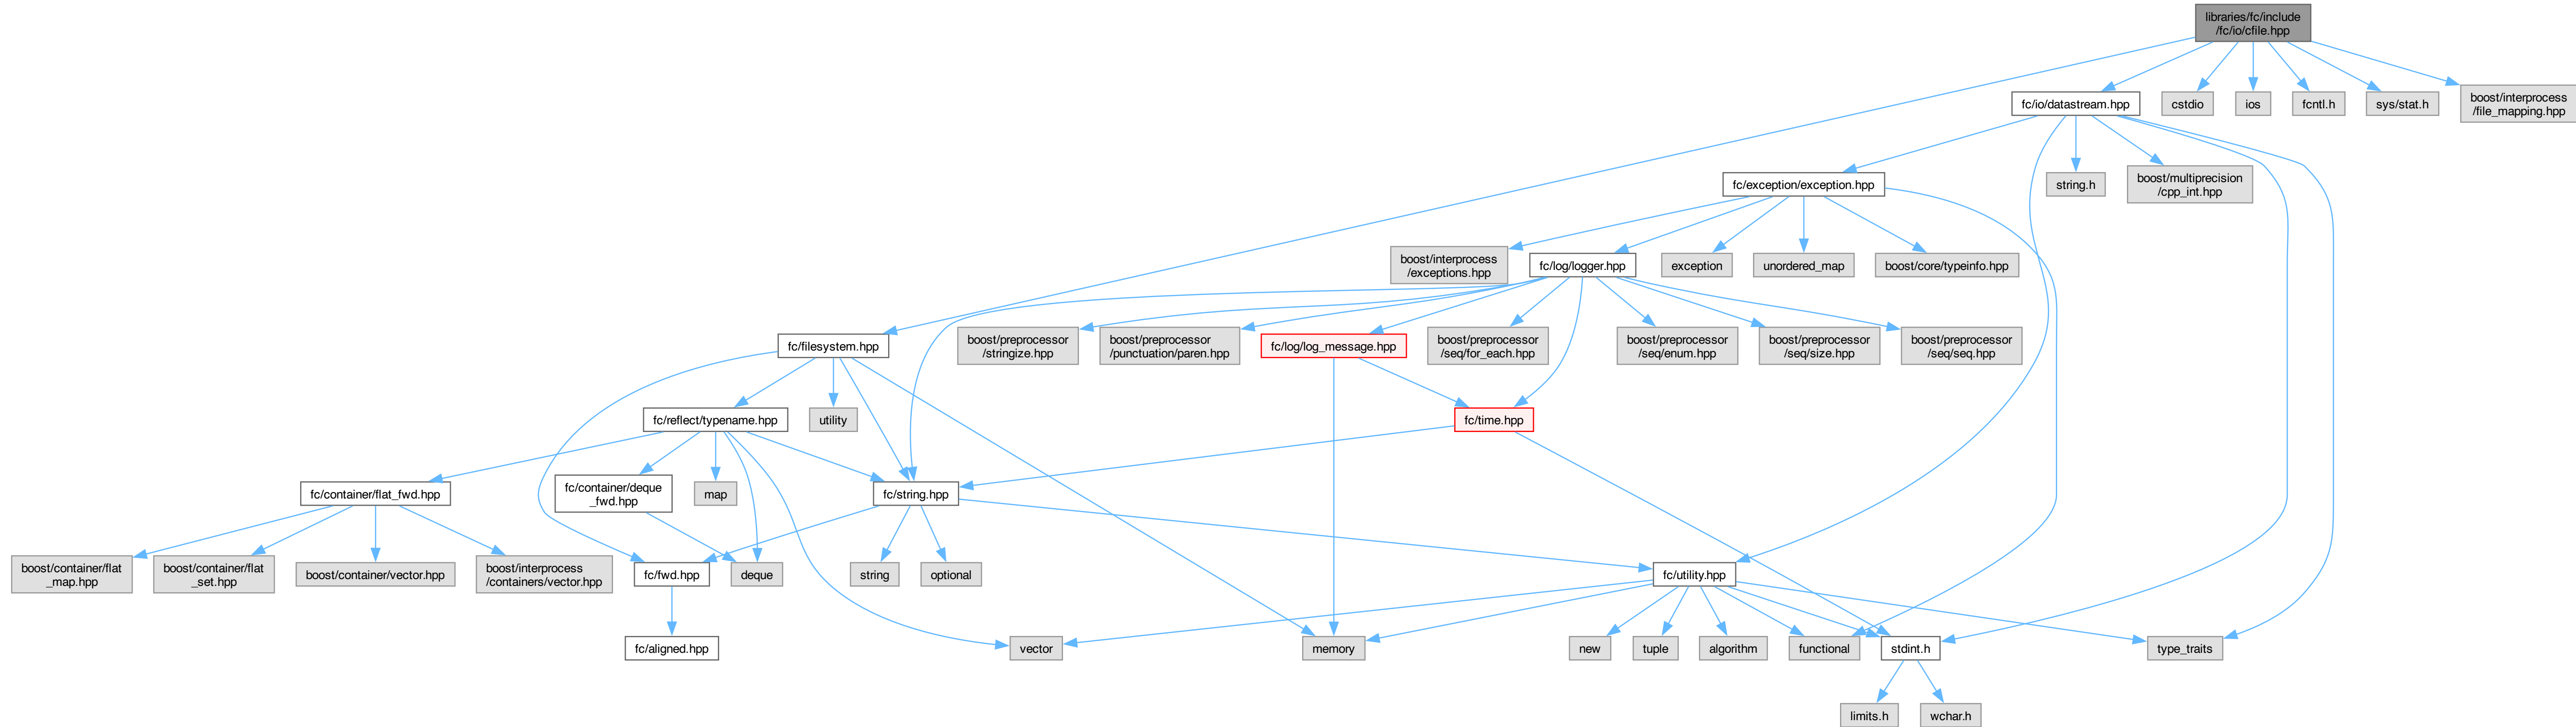 libraries/fc/include
/fc/io/cfile.hpp
fc/io/datastream.hpp
cstdio
ios
fcntl.h
sys/stat.h
boost/interprocess
/file_mapping.hpp
fc/exception/exception.hpp
string.h
boost/multiprecision
/cpp_int.hpp
boost/interprocess
/exceptions.hpp
fc/log/logger.hpp
exception
unordered_map
boost/core/typeinfo.hpp
fc/filesystem.hpp
boost/preprocessor
/stringize.hpp
boost/preprocessor
/punctuation/paren.hpp
fc/log/log_message.hpp
boost/preprocessor
/seq/for_each.hpp
boost/preprocessor
/seq/enum.hpp
boost/preprocessor
/seq/size.hpp
boost/preprocessor
/seq/seq.hpp
fc/reflect/typename.hpp
utility
fc/time.hpp
fc/container/flat_fwd.hpp
fc/container/deque
_fwd.hpp
map
fc/string.hpp
boost/container/flat
_map.hpp
boost/container/flat
_set.hpp
boost/container/vector.hpp
boost/interprocess
/containers/vector.hpp
fc/fwd.hpp
deque
string
optional
fc/utility.hpp
fc/aligned.hpp
vector
memory
new
tuple
algorithm
functional
stdint.h
type_traits
limits.h
wchar.h